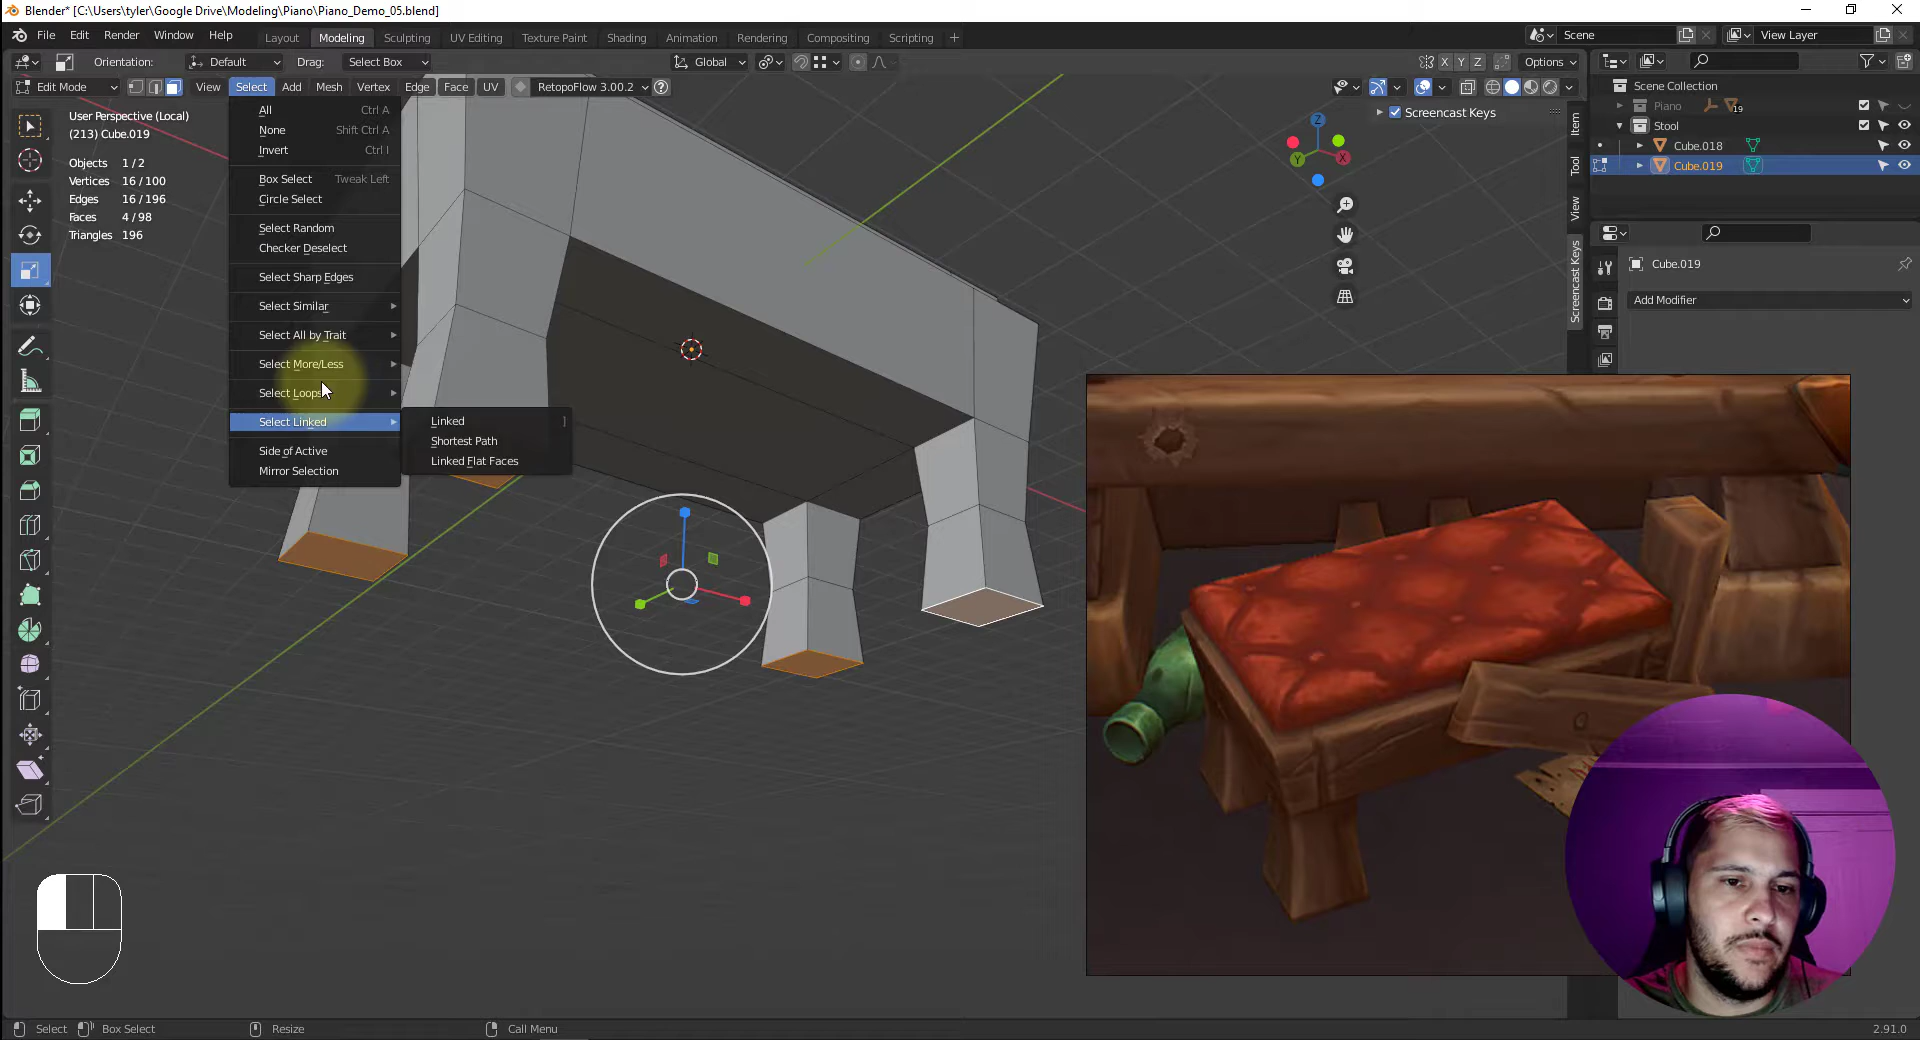 Blender* [C:\Users\tyler\Google Drive\Modeling\Piano\Piano_Demo_05.blend]
File Edit Render Window Help
Layout Modeling Sculpting UV Editing Texture Paint Shading Animation Rendering Compositing Scripting +
Scene
View Layer
Orientation: Default Drag: Select Box
Global
X Y Z
Options
Edit Mode View Select Add Mesh Vertex Edge Face UV RetopoFlow 3.00.2
User Perspective (Local)
(213) Cube.019
Objects 1/2
Vertices 16/100
Edges 16/196
Faces 4/98
Triangles 196
All Ctrl A
None Shift Ctrl A
Invert Ctrl I
Box Select Tweak Left
Circle Select
Select Random
Checker Deselect
Select Sharp Edges
Select Similar
Select All by Trait
Select More/Less
Select Loops
Select Linked
Side of Active
Mirror Selection
Linked ]
Shortest Path
Linked Flat Faces
Z
Y
X
Screencast Keys
Item
Tool
View
Screencast Keys
Scene Collection
Piano 19
Stool
Cube.018
Cube.019
Cube.019
Add Modifier
Select Box Select Resize Call Menu
2.91.0